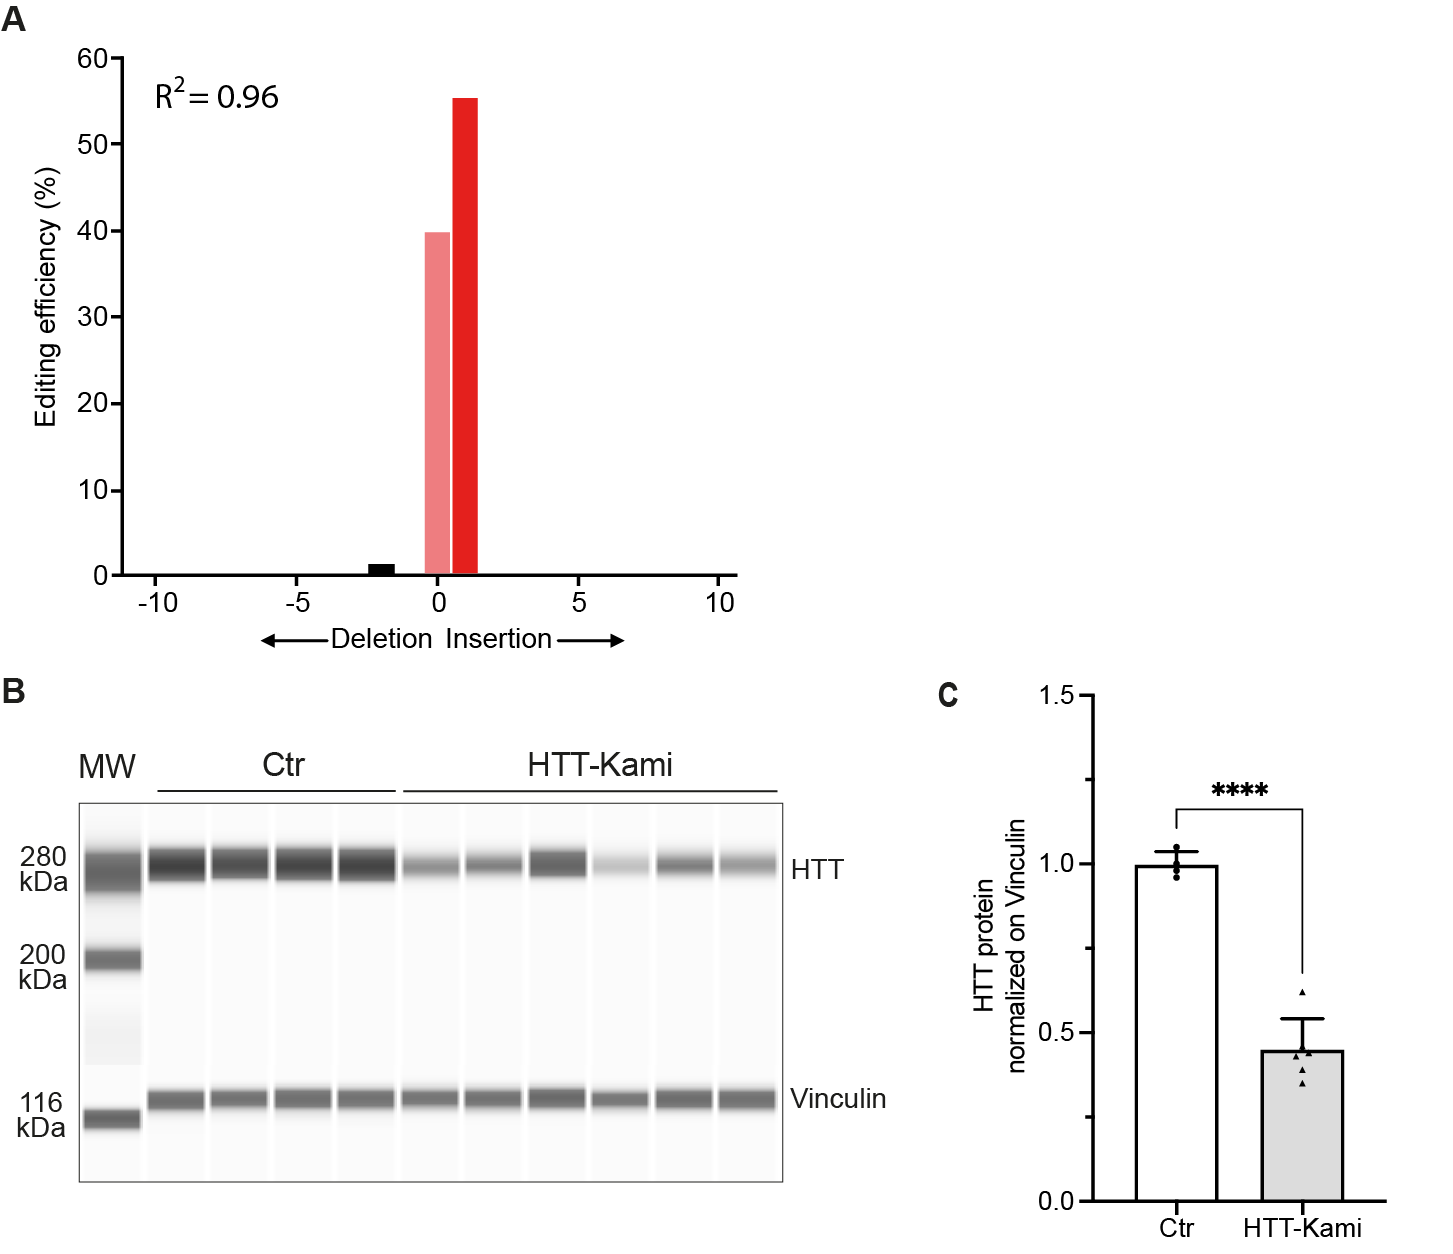 A
60
50
40
30
20
10
0
R²= 0.96
Editing efficiency (%)
-10 -5 0 5 10
Deletion Insertion
B
MW Ctr HTT-Kami
280
kDa
200
kDa
116
kDa
HTT
Vinculin
C
1.5
1.0
0.5
0.0
HTT protein
normalized on Vinculin
****
Ctr HTT-Kami